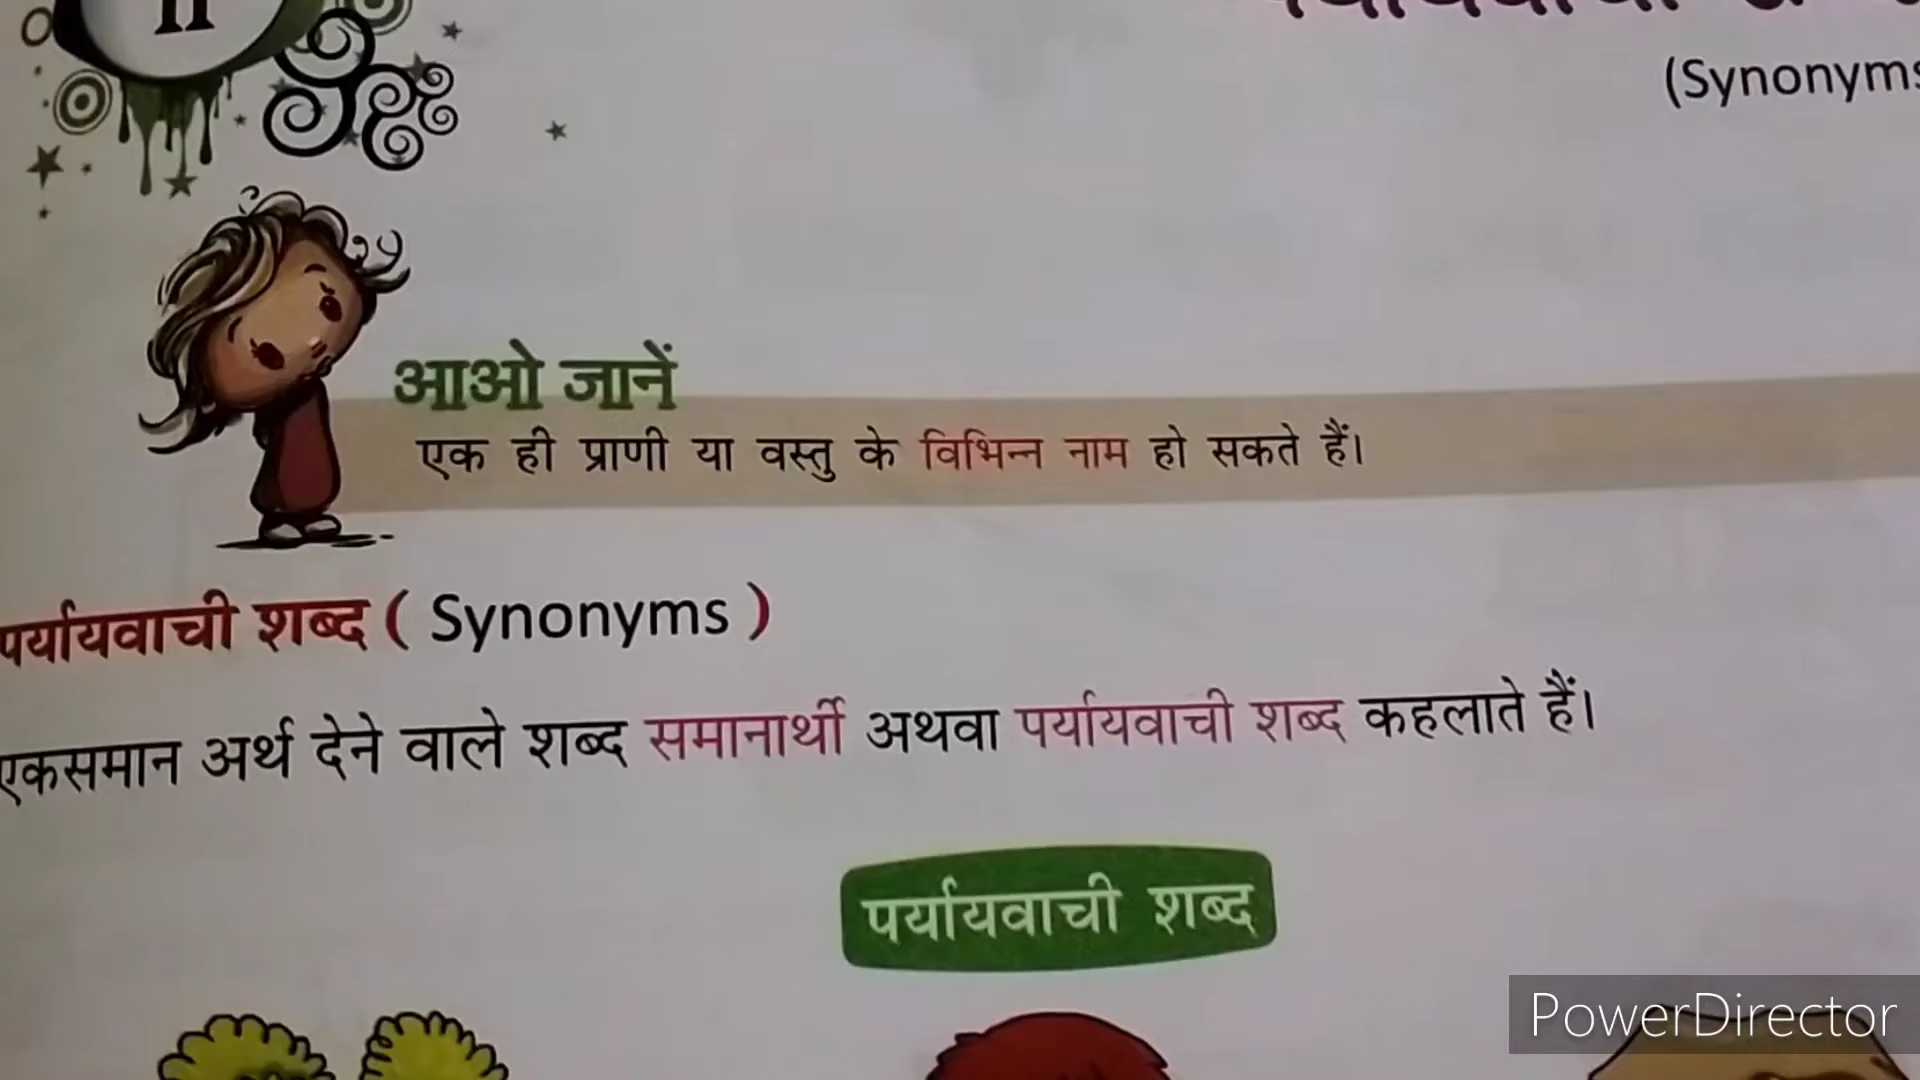 (Synonyms
आओ जानें
एक ही प्राणी या वस्तु के विभिन्न नाम हो सकते हैं।
पर्यायवाची शब्द ( Synonyms )
एकसमान अर्थ देने वाले शब्द समानार्थी अथवा पर्यायवाची शब्द कहलाते हैं।
पर्यायवाची शब्द
PowerDirector